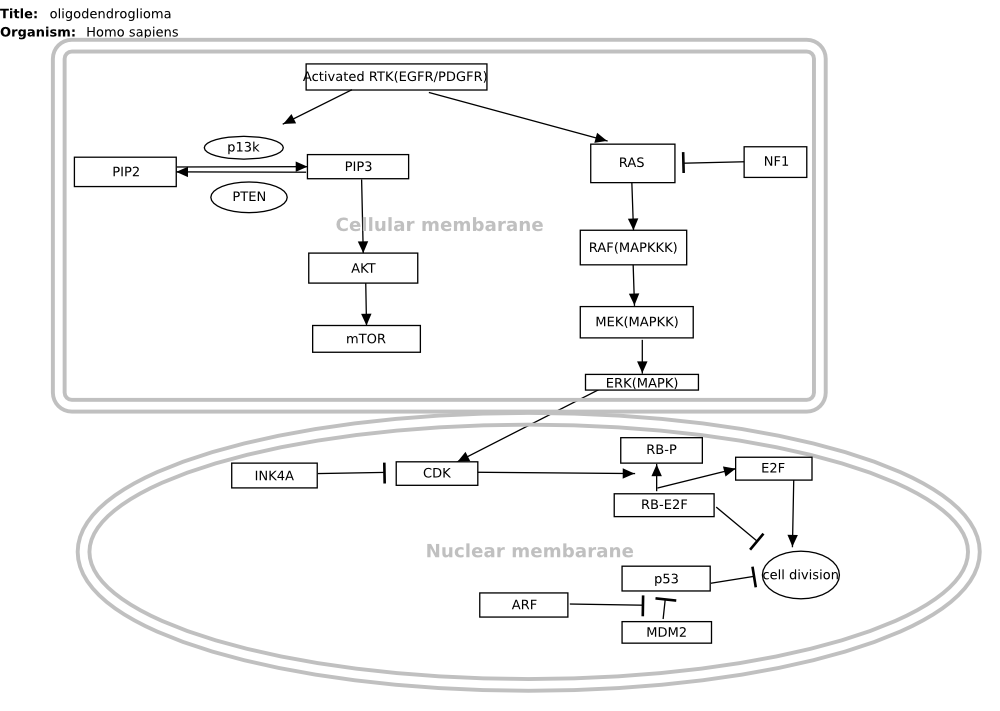 Title: oligodendroglioma
Organism: Homo sapiens
Activated RTK(EGFR/PDGFR)
p13k
PIP2
PIP3
PTEN
RAS
NF1
Cellular membarane
RAF(MAPKKK)
AKT
MEK(MAPKK)
mTOR
ERK(MAPK)
RB-P
INK4A
CDK
E2F
RB-E2F
Nuclear membarane
cell division
p53
ARF
MDM2